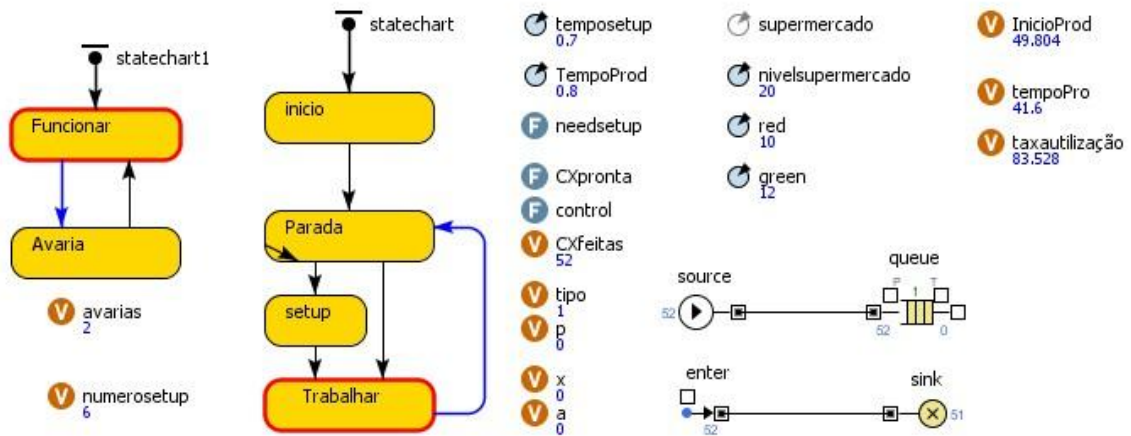 statechart1
Funcionar
Avaria
avarias
2
numerosetup
6
statechart
inicio
Parada
setup
Trabalhar
temposetup
0.7
TempoProd
0.8
F needsetup
F CXpronta
F control
V CXfeitas
52
V tipo
1
V p
0
V x
0
V a
0
supermercado
nivelsupermercado
20
red
10
green
12
V InicioProd
49.804
V tempoPro
41.6
V taxautilização
83.528
source
52
queue
P 1 T
52 0
enter
52
sink
51